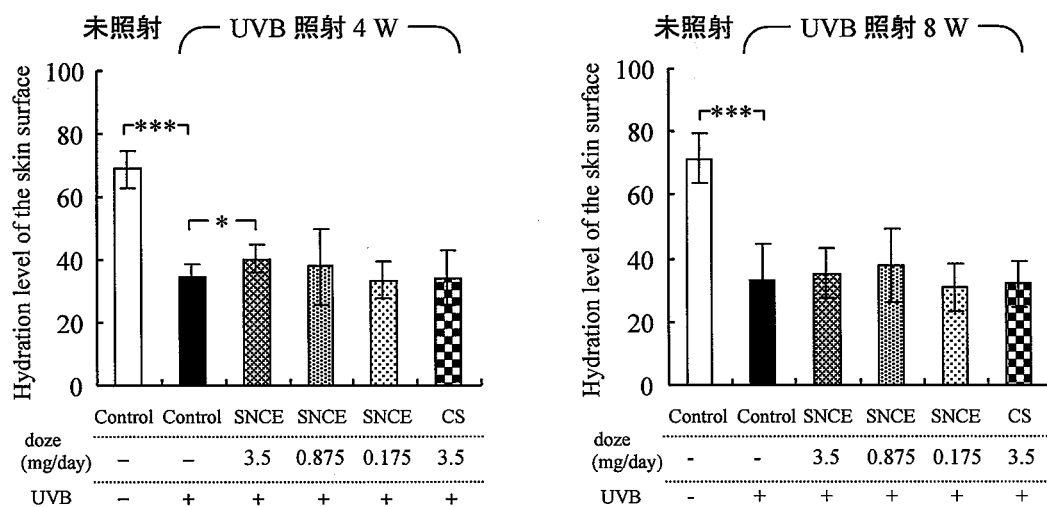 未照射 UVB 照射 4 W
Hydration level of the skin surface
100
80
60
40
20
0
***
*
Control Control SNCE SNCE SNCE CS
doze
(mg/day) – – 3.5 0.875 0.175 3.5
UVB – + + + + +
未照射 UVB 照射 8 W
Hydration level of the skin surface
100
80
60
40
20
0
***
Control Control SNCE SNCE SNCE CS
doze
(mg/day) - - 3.5 0.875 0.175 3.5
UVB - + + + + +